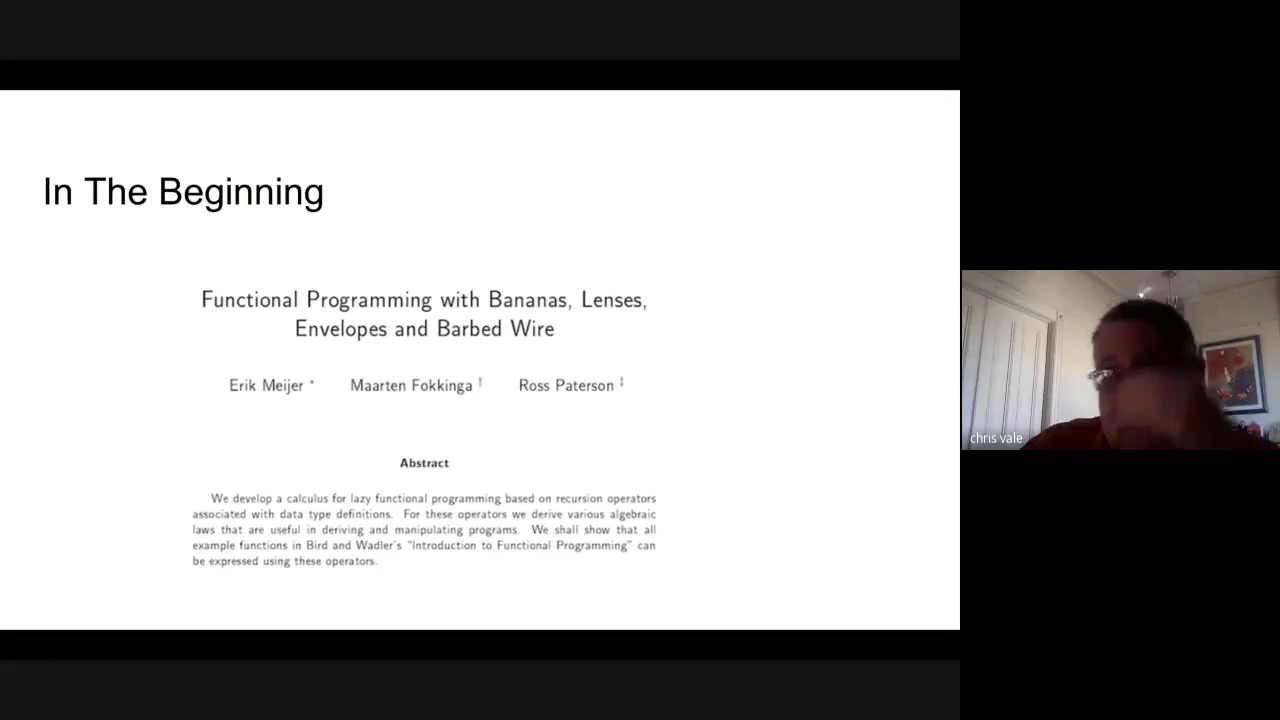 In The Beginning
Functional Programming with Bananas, Lenses,
Envelopes and Barbed Wire
Erik Meijer * Maarten Fokkinga † Ross Paterson ‡
Abstract
We develop a calculus for lazy functional programming based on recursion operators
associated with data type definitions. For these operators we derive various algebraic
laws that are useful in deriving and manipulating programs. We shall show that all
example functions in Bird and Wadler's "Introduction to Functional Programming" can
be expressed using these operators.
chris vale